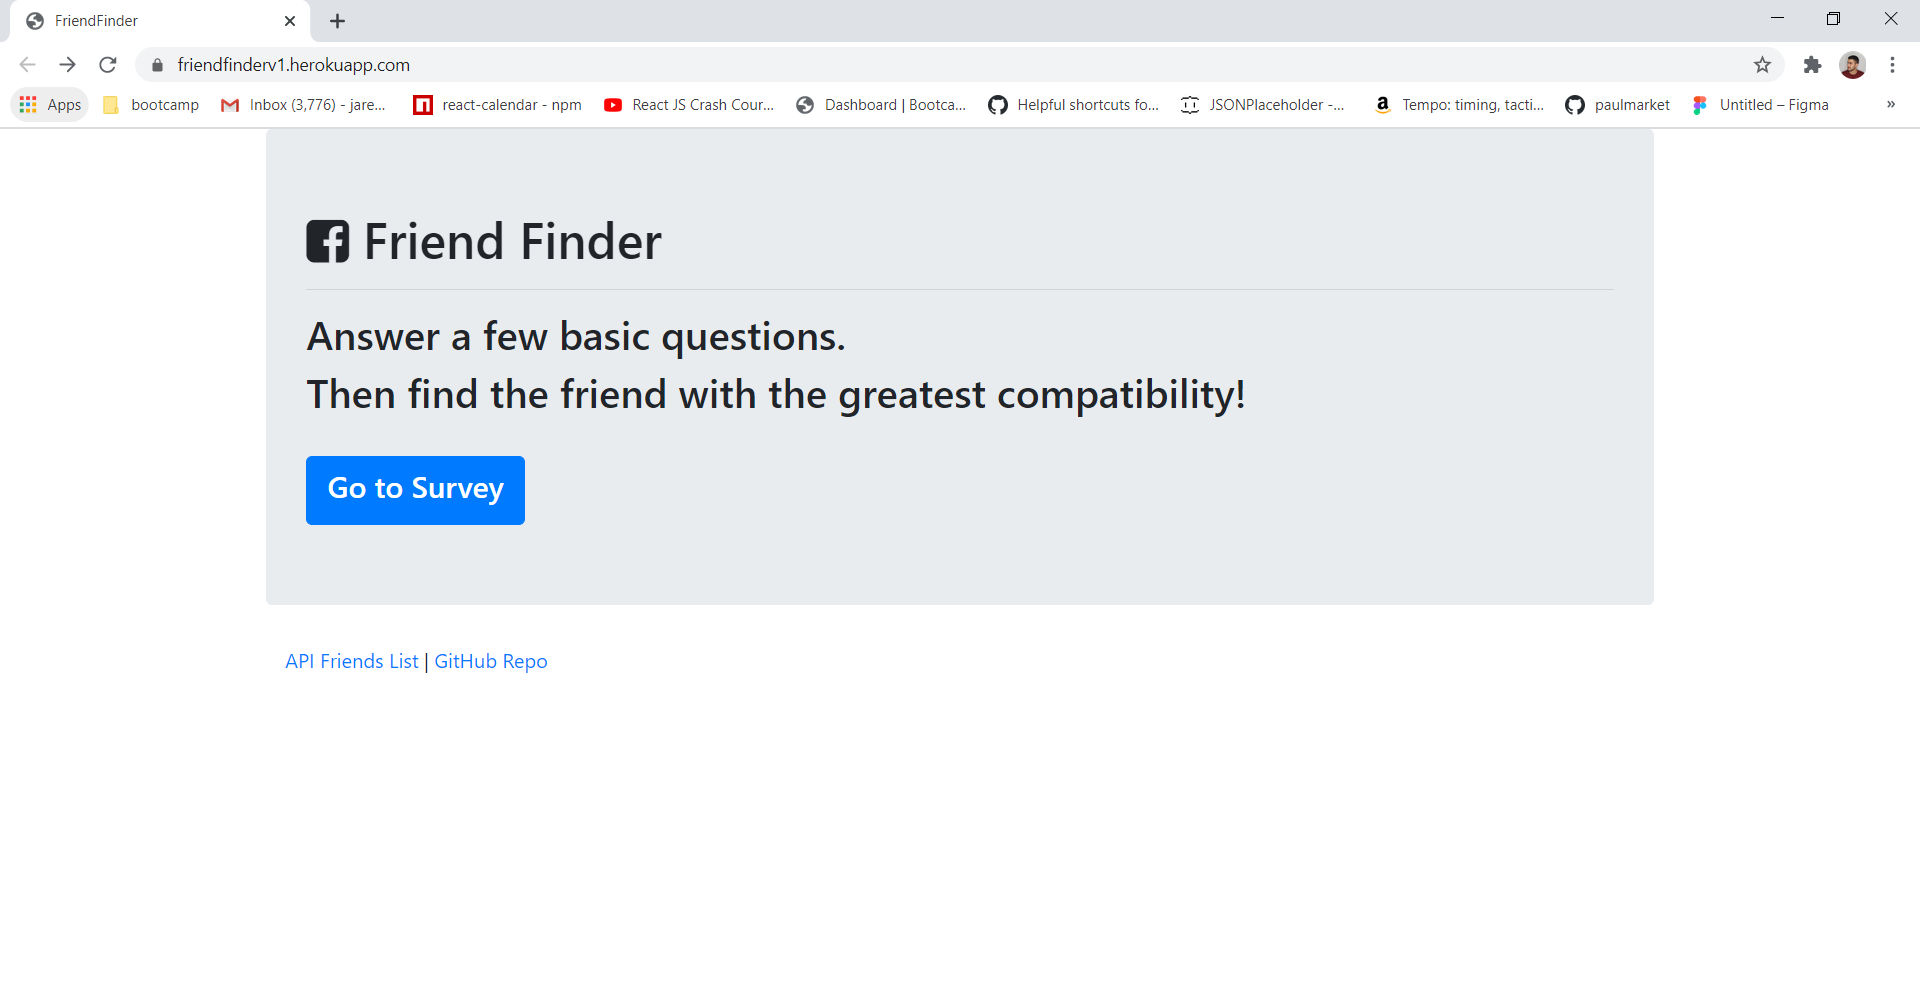 FriendFinder
friendfinderv1.herokuapp.com
Apps bootcamp Inbox (3,776) - jare... react-calendar - npm React JS Crash Cour... Dashboard | Bootca... Helpful shortcuts fo... JSONPlaceholder -... Tempo: timing, tacti... paulmarket Untitled – Figma »
Friend Finder
Answer a few basic questions.
Then find the friend with the greatest compatibility!
Go to Survey
API Friends List | GitHub Repo